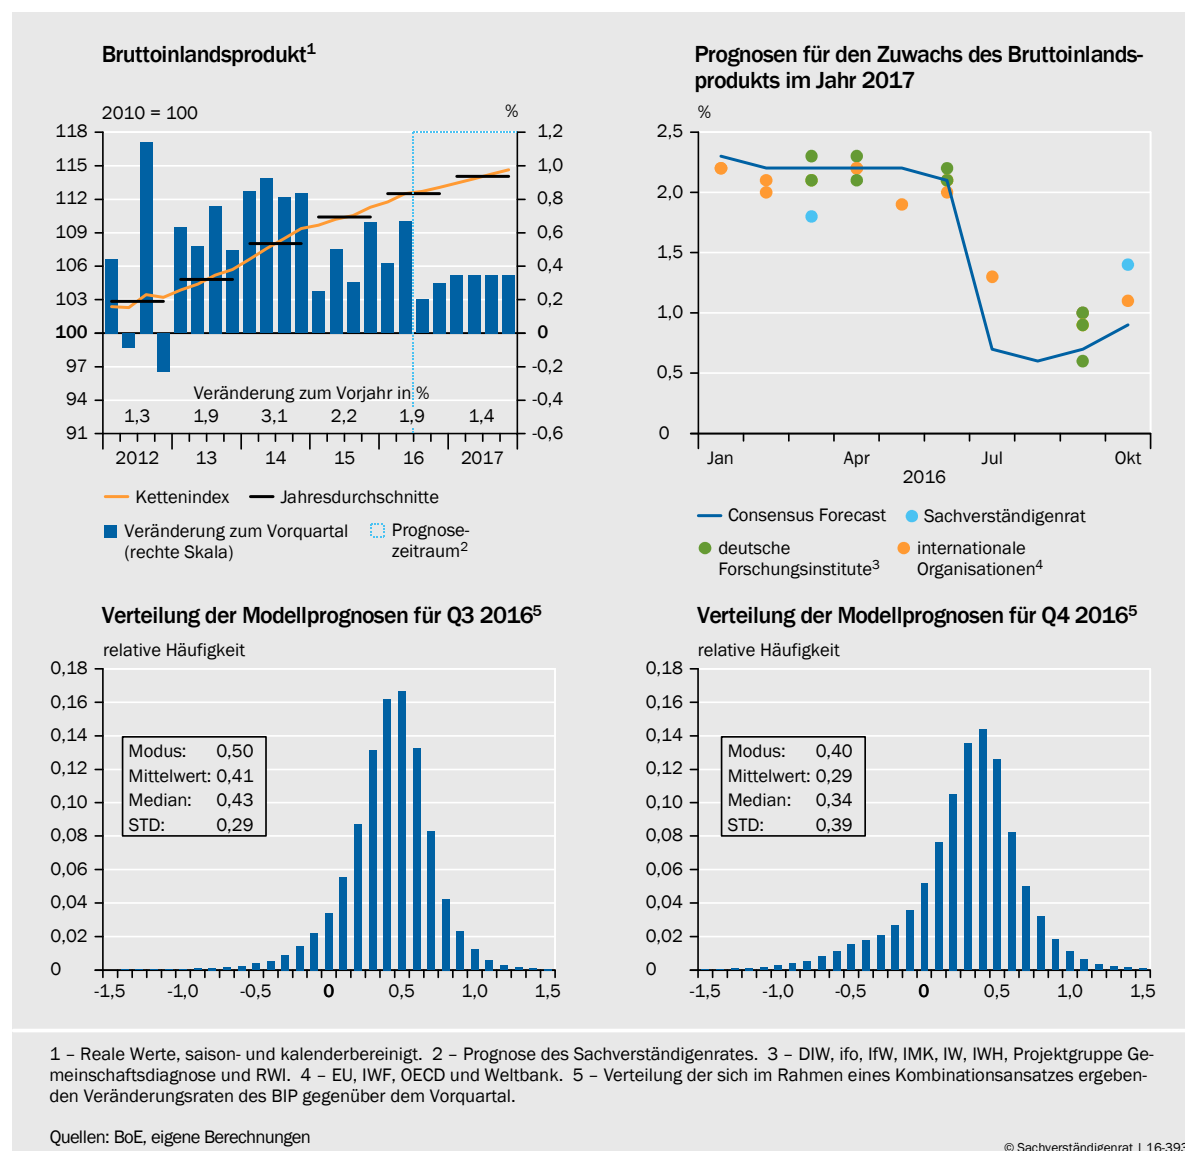 Bruttoinlandsprodukt1
2010 = 100
%
118
115
112
109
106
103
100
97
94
91
1,2
1,0
0,8
0,6
0,4
0,2
0
-0,2
-0,4
-0,6
Veränderung zum Vorjahr in %
1,3 1,9 3,1 2,2 1,9 1,4
2012 13 14 15 16 2017
Kettenindex Jahresdurchschnitte
Veränderung zum Vorquartal
(rechte Skala)
Prognose-
zeitraum2
Prognosen für den Zuwachs des Bruttoinlands-
produkts im Jahr 2017
%
2,5
2,0
1,5
1,0
0,5
0
Jan Apr Jul Okt
2016
Consensus Forecast Sachverständigenrat
deutsche
Forschungsinstitute3
internationale
Organisationen4
Verteilung der Modellprognosen für Q3 20165
relative Häufigkeit
0,18
0,16
0,14
0,12
0,10
0,08
0,06
0,04
0,02
0
Modus: 0,50
Mittelwert: 0,41
Median: 0,43
STD: 0,29
-1,5 -1,0 -0,5 0 0,5 1,0 1,5
Verteilung der Modellprognosen für Q4 20165
relative Häufigkeit
0,18
0,16
0,14
0,12
0,10
0,08
0,06
0,04
0,02
0
Modus: 0,40
Mittelwert: 0,29
Median: 0,34
STD: 0,39
-1,5 -1,0 -0,5 0 0,5 1,0 1,5
1 – Reale Werte, saison- und kalenderbereinigt. 2 – Prognose des Sachverständigenrates. 3 – DIW, ifo, IfW, IMK, IW, IWH, Projektgruppe Ge-
meinschaftsdiagnose und RWI. 4 – EU, IWF, OECD und Weltbank. 5 – Verteilung der sich im Rahmen eines Kombinationsansatzes ergeben-
den Veränderungsraten des BIP gegenüber dem Vorquartal.
Quellen: BoE, eigene Berechnungen
© Sachverständigenrat | 16-393